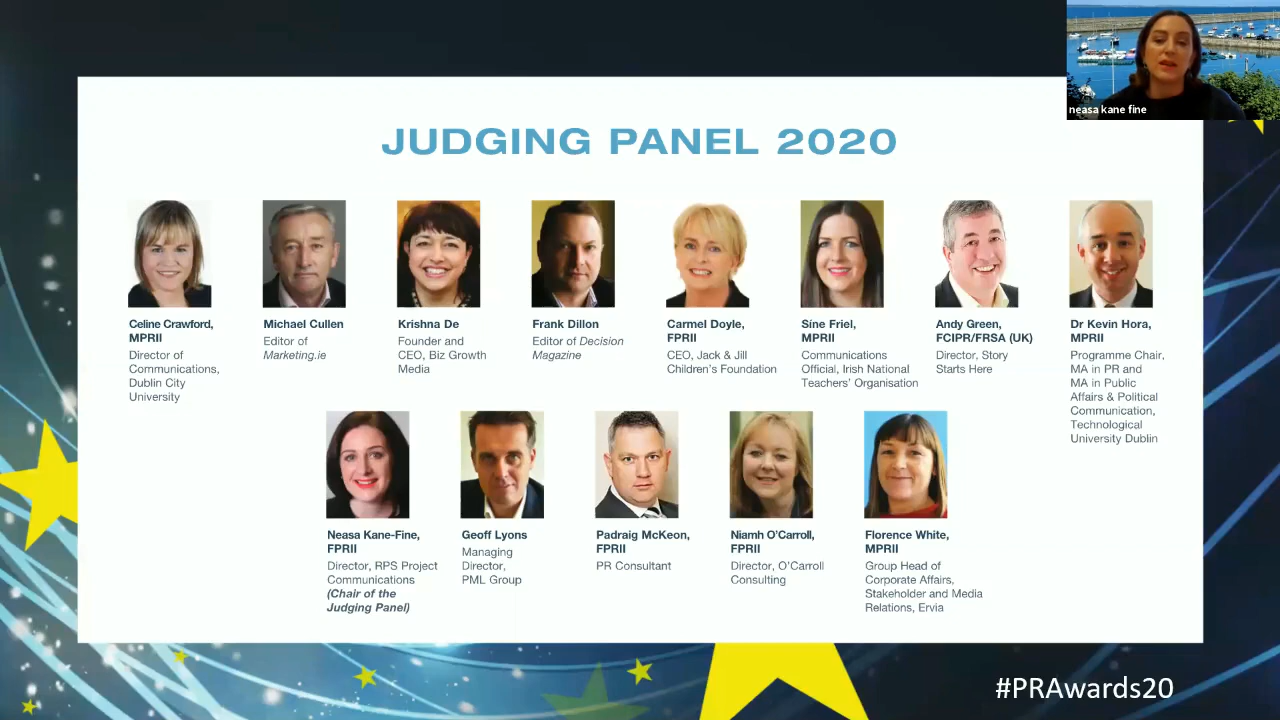 neasa kane fine
JUDGING PANEL 2020
Celine Crawford,
MPRII
Director of
Communications,
Dublin City
University
Michael Cullen
Editor of
Marketing.ie
Krishna De
Founder and
CEO, Biz Growth
Media
Frank Dillon
Editor of Decision
Magazine
Carmel Doyle,
FPRII
CEO, Jack & Jill
Children's Foundation
Síne Friel,
MPRII
Communications
Official, Irish National
Teachers' Organisation
Andy Green,
FCIPR/FRSA (UK)
Director, Story
Starts Here
Dr Kevin Hora,
MPRII
Programme Chair,
MA in PR and
MA in Public
Affairs & Political
Communication,
Technological
University Dublin
Neasa Kane-Fine,
FPRII
Director, RPS Project
Communications
(Chair of the
Judging Panel)
Geoff Lyons
Managing
Director,
PML Group
Padraig McKeon,
FPRII
PR Consultant
Niamh O'Carroll,
FPRII
Director, O'Carroll
Consulting
Florence White,
MPRII
Group Head of
Corporate Affairs,
Stakeholder and Media
Relations, Ervia
#PRAwards20